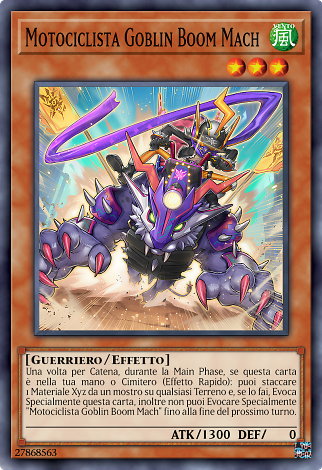 Motociclista Goblin Boom Mach
VENTO
風
[Guerriero/Effetto]
Una volta per Catena, durante la Main Phase, se questa carta
è nella tua mano o Cimitero (Effetto Rapido): puoi staccare
1 Materiale Xyz da un mostro su qualsiasi Terreno e, se lo fai, Evoca
Specialmente questa carta, inoltre non puoi Evocare Specialmente
"Motociclista Goblin Boom Mach" fino alla fine del prossimo turno.
ATK/1300 DEF/ 0
27868563